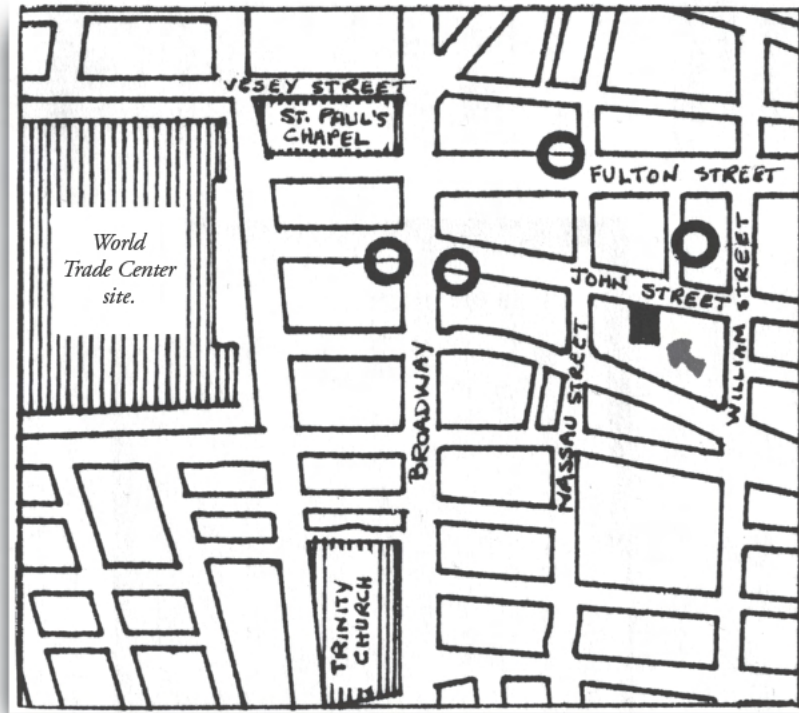 VESEY STREET
ST. PAUL'S
CHAPEL
FULTON STREET
World
Trade Center
site.
JOHN STREET
WILLIAM STREET
BROADWAY
NASSAU STREET
TRINITY
CHURCH